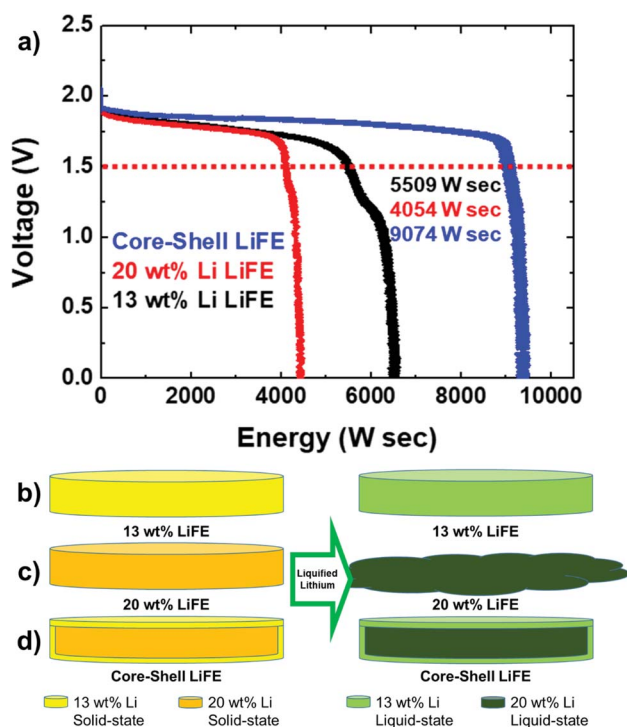 a)
2.5
2.0
1.5
1.0
0.5
0.0
Voltage (V)
5509 W sec
4054 W sec
9074 W sec
Core-Shell LiFE
20 wt% Li LiFE
13 wt% Li LiFE
0 2000 4000 6000 8000 10000
Energy (W sec)
b)
13 wt% LiFE
13 wt% LiFE
c)
20 wt% LiFE
Liquified
Lithium
20 wt% LiFE
d)
Core-Shell LiFE
Core-Shell LiFE
13 wt% Li
Solid-state
20 wt% Li
Solid-state
13 wt% Li
Liquid-state
20 wt% Li
Liquid-state